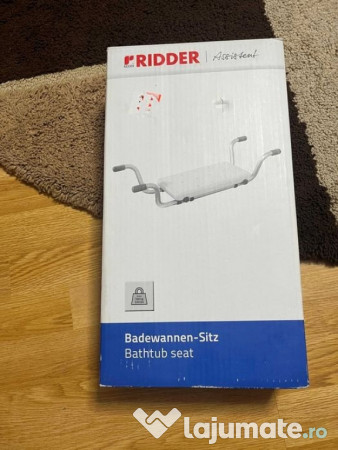 RIDDER Assistent
Badewannen-Sitz
Bathtub seat
Lajumate.ro